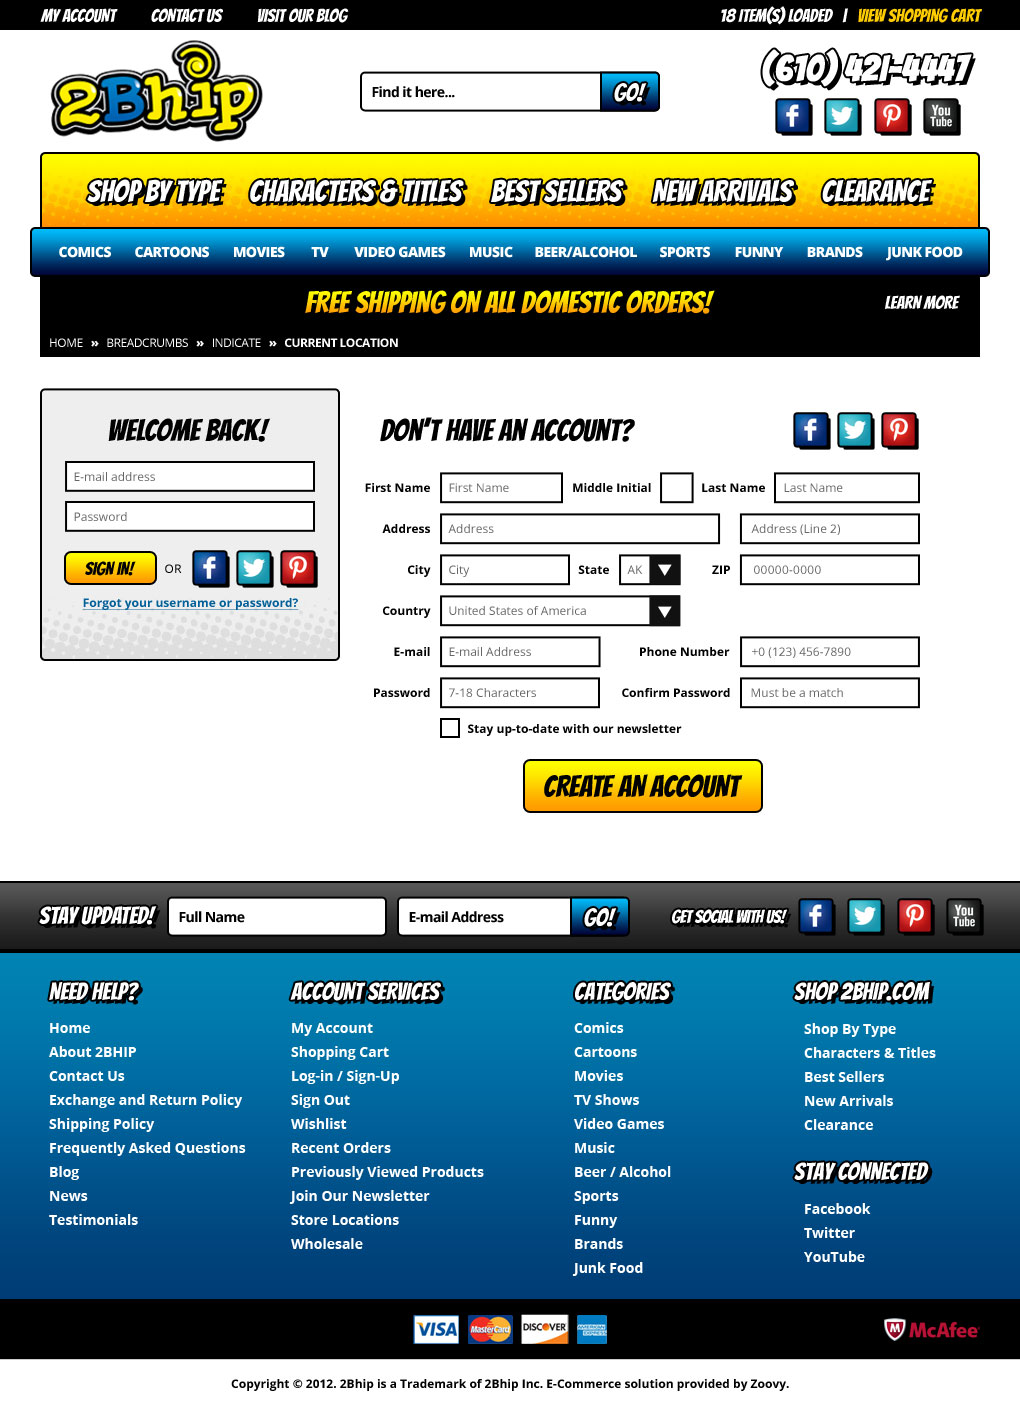 MY ACCOUNT CONTACT US VISIT OUR BLOG 18 ITEM(S) LOADED | VIEW SHOPPING CART
2Bhip
Find it here... GO!
(610) 421-4447
You Tube
SHOP BY TYPE CHARACTERS & TITLES BEST SELLERS NEW ARRIVALS CLEARANCE
COMICS CARTOONS MOVIES TV VIDEO GAMES MUSIC BEER/ALCOHOL SPORTS FUNNY BRANDS JUNK FOOD
FREE SHIPPING ON ALL DOMESTIC ORDERS! LEARN MORE
HOME » BREADCRUMBS » INDICATE » CURRENT LOCATION
WELCOME BACK!
E-mail address
Password
SIGN IN! OR
Forgot your username or password?
DON'T HAVE AN ACCOUNT?
First Name First Name Middle Initial Last Name Last Name
Address Address Address (Line 2)
City City State AK ZIP 00000-0000
Country United States of America
E-mail E-mail Address Phone Number +0 (123) 456-7890
Password 7-18 Characters Confirm Password Must be a match
Stay up-to-date with our newsletter
CREATE AN ACCOUNT
STAY UPDATED! Full Name E-mail Address GO! GET SOCIAL WITH US! You Tube
NEED HELP?
Home
About 2BHIP
Contact Us
Exchange and Return Policy
Shipping Policy
Frequently Asked Questions
Blog
News
Testimonials
ACCOUNT SERVICES
My Account
Shopping Cart
Log-in / Sign-Up
Sign Out
Wishlist
Recent Orders
Previously Viewed Products
Join Our Newsletter
Store Locations
Wholesale
CATEGORIES
Comics
Cartoons
Movies
TV Shows
Video Games
Music
Beer / Alcohol
Sports
Funny
Brands
Junk Food
SHOP 2BHIP.COM
Shop By Type
Characters & Titles
Best Sellers
New Arrivals
Clearance
STAY CONNECTED
Facebook
Twitter
YouTube
VISA MasterCard DISCOVER AMERICAN EXPRESS McAfee
Copyright © 2012. 2Bhip is a Trademark of 2Bhip Inc. E-Commerce solution provided by Zoovy.